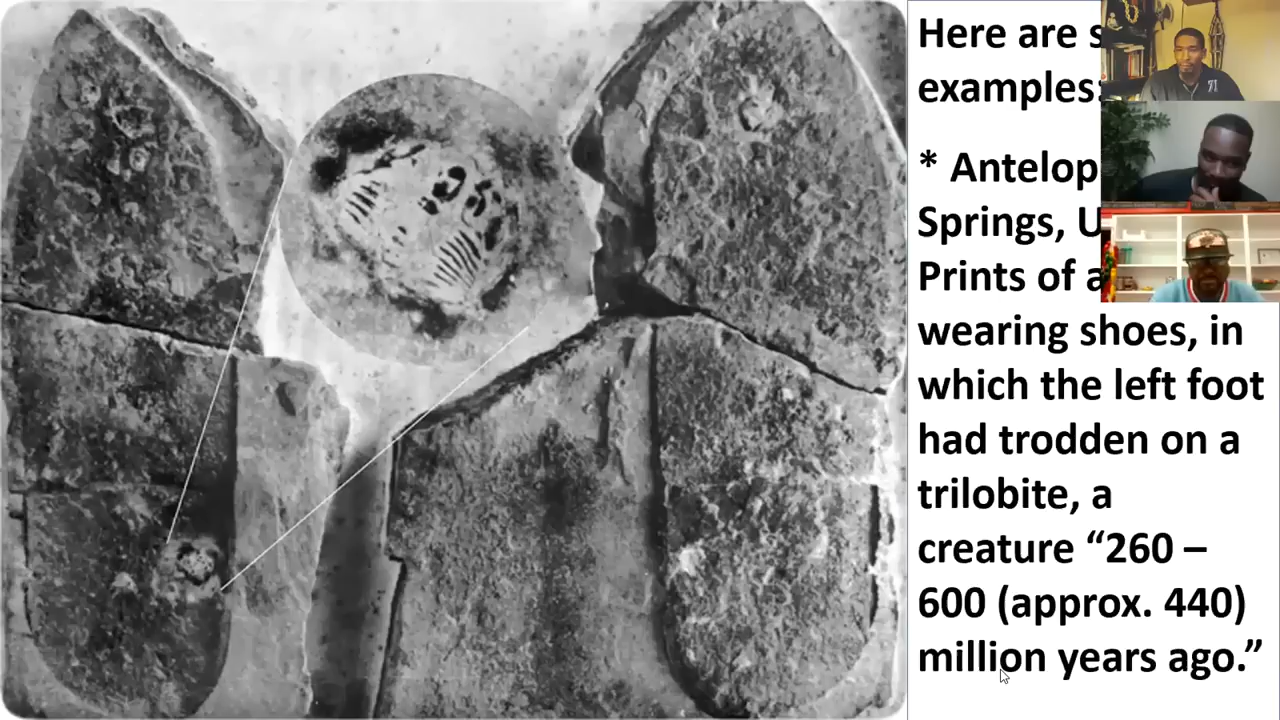 Here are
examples:
* Antelop
Springs, U
Prints of a
wearing shoes, in
which the left foot
had trodden on a
trilobite, a
creature “260 –
600 (approx. 440)
million years ago.”